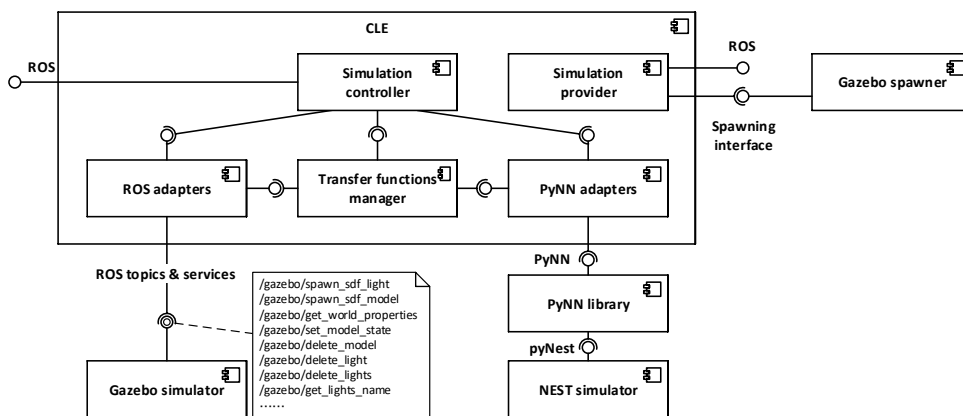 CLE
ROS
ROS
Simulation
controller
Simulation
provider
Gazebo spawner
Spawning
interface
ROS adapters
Transfer functions
manager
PyNN adapters
ROS topics & services
PyNN
/gazebo/spawn_sdf_light
/gazebo/spawn_sdf_model
/gazebo/get_world_properties
/gazebo/set_model_state
/gazebo/delete_model
/gazebo/delete_light
/gazebo/delete_lights
/gazebo/get_lights_name
......
PyNN library
pyNest
Gazebo simulator
NEST simulator